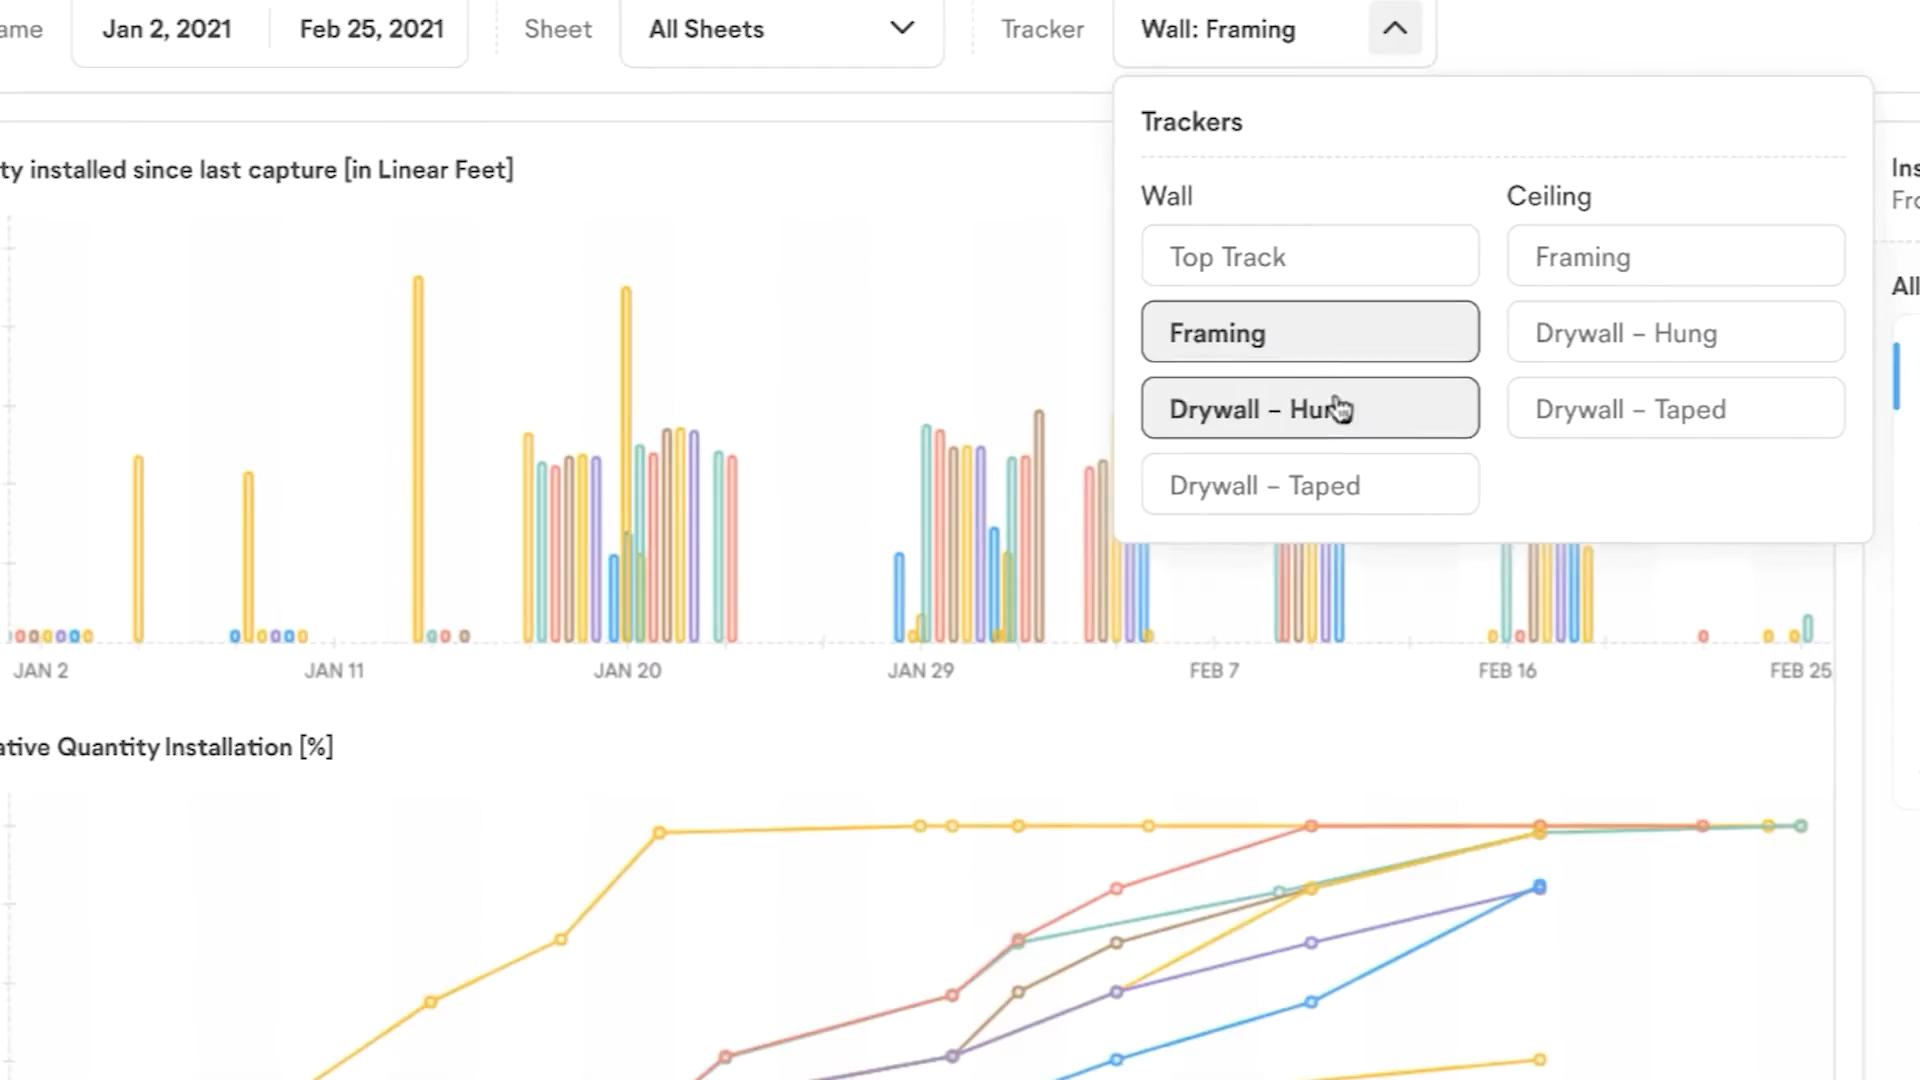 ame Jan 2, 2021 Feb 25, 2021 Sheet All Sheets Tracker Wall: Framing
Trackers
Wall Ceiling
Top Track Framing
Framing Drywall – Hung
Drywall – Hung Drywall – Taped
Drywall – Taped
Ins
Fro
All
ty installed since last capture [in Linear Feet]
JAN 2 JAN 11 JAN 20 JAN 29 FEB 7 FEB 16 FEB 25
ative Quantity Installation [%]